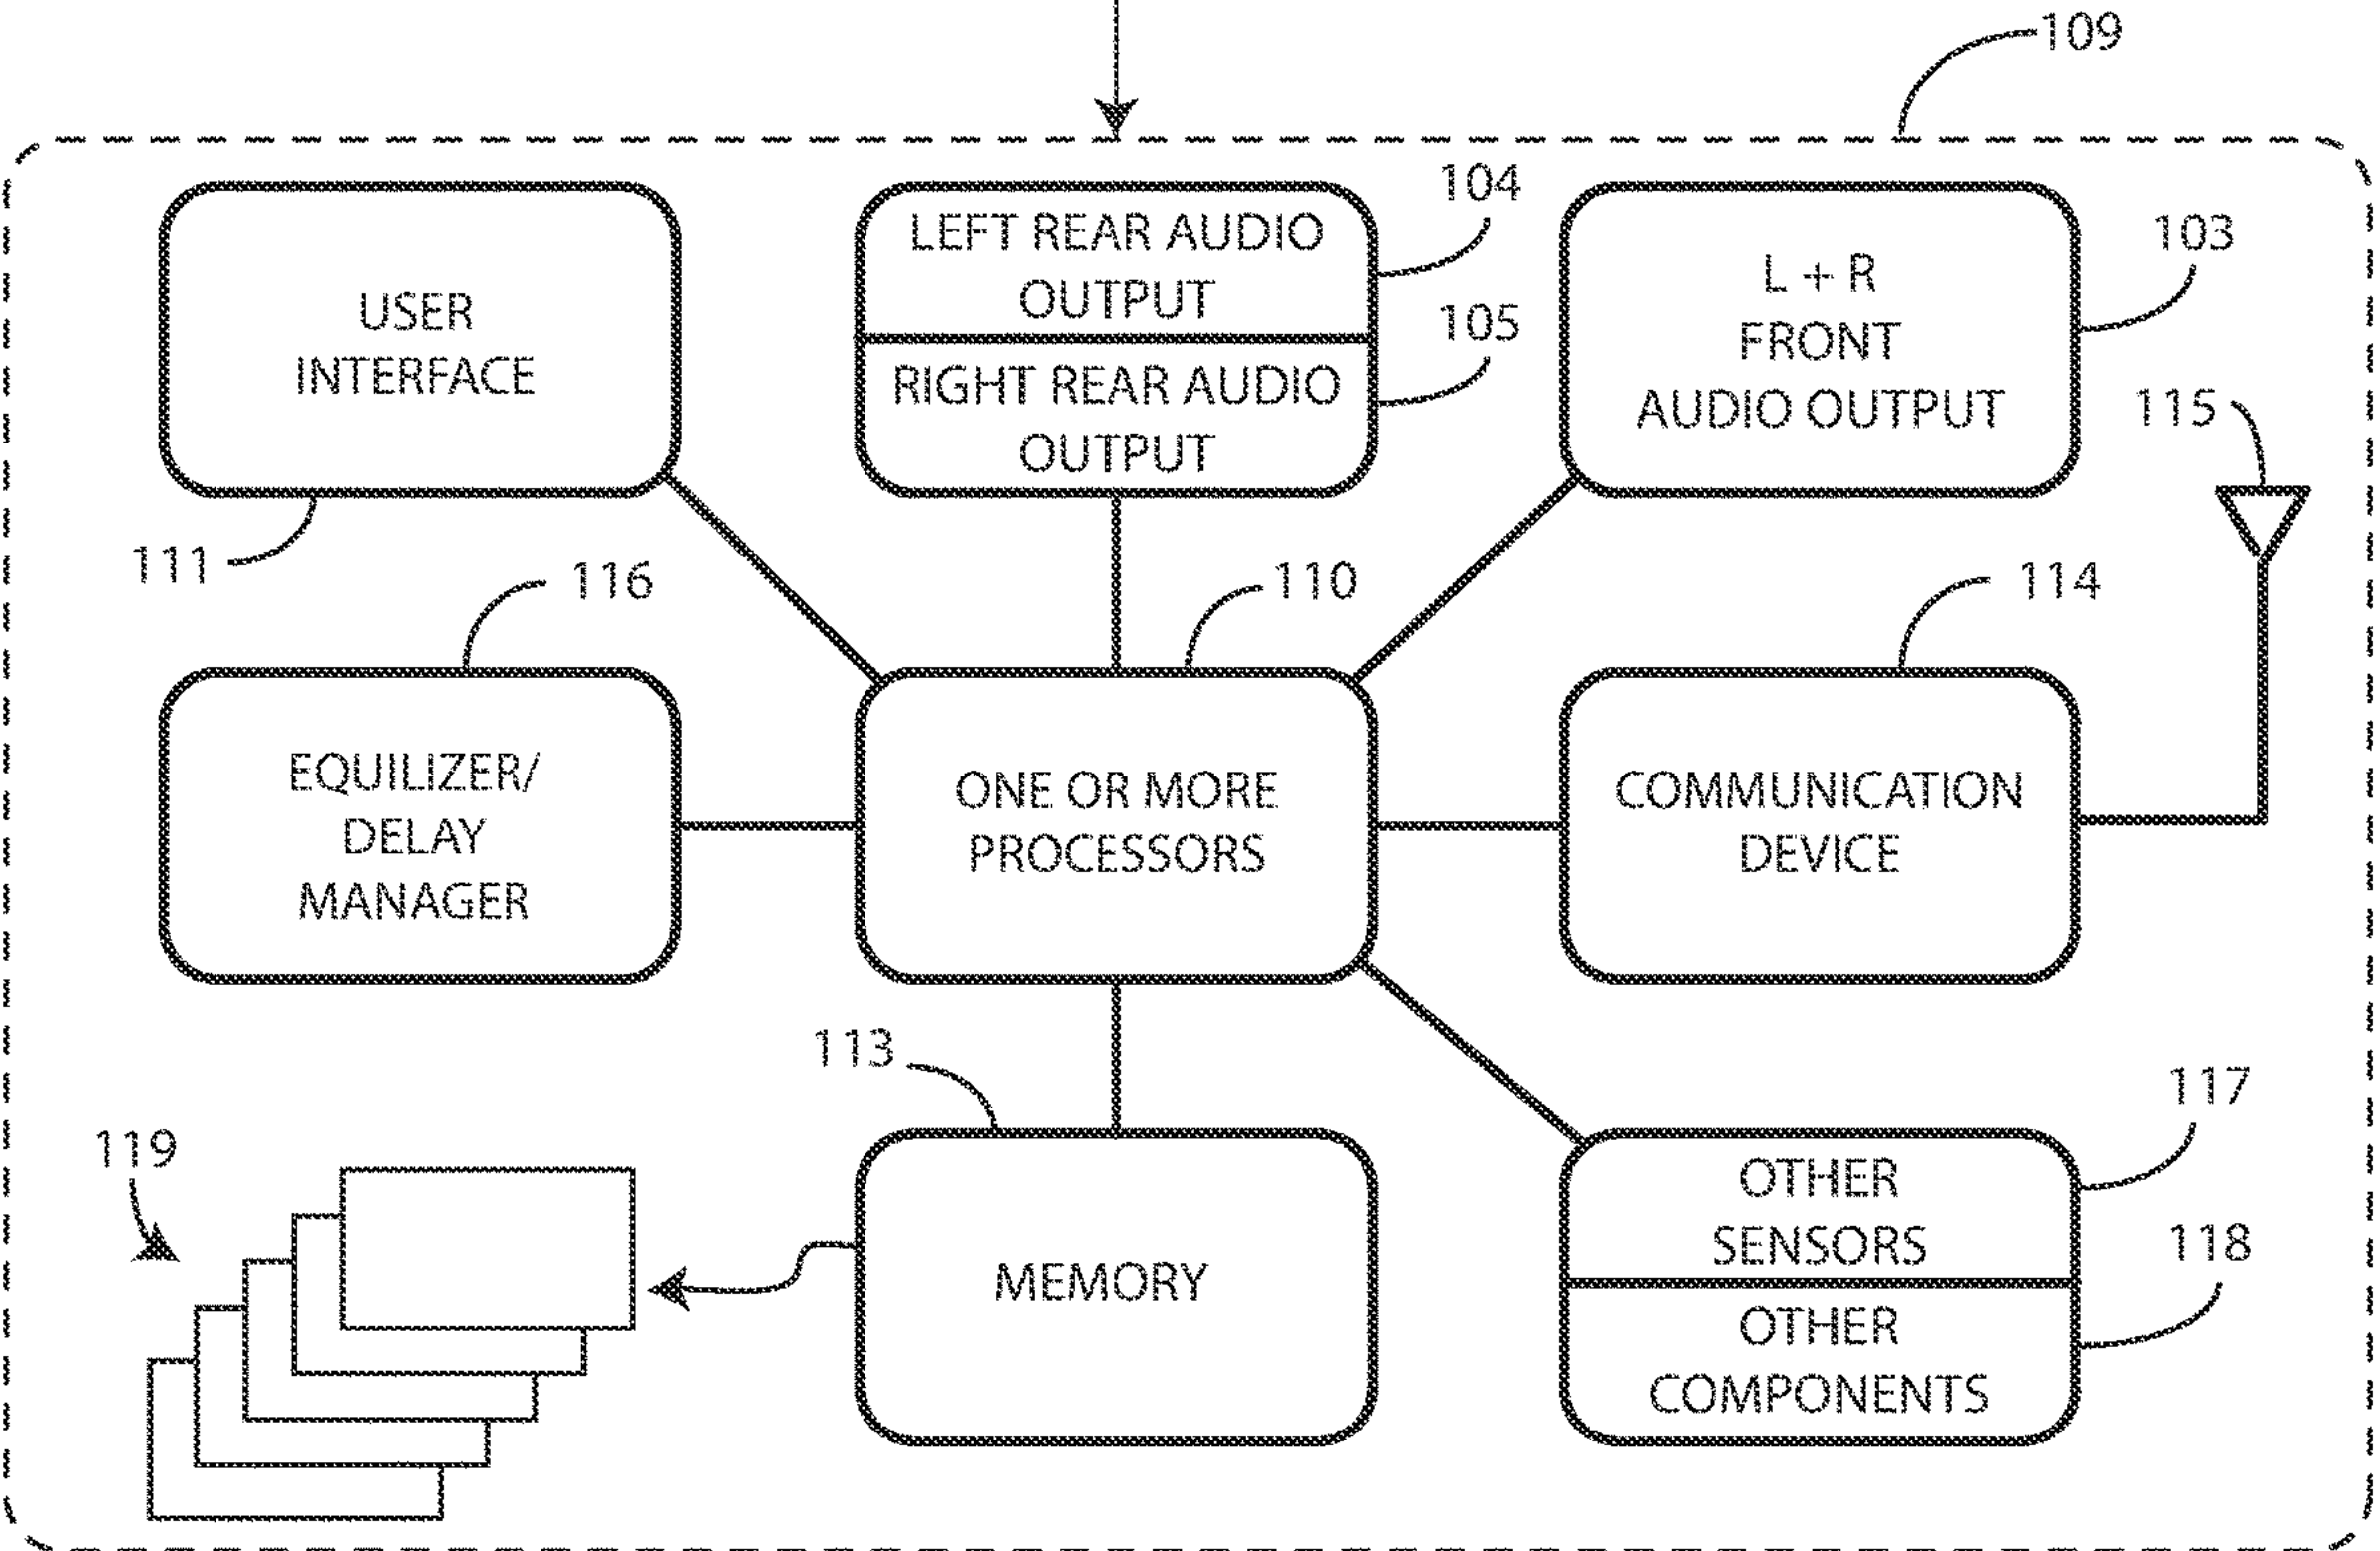 109
104
LEFT REAR AUDIO
OUTPUT
103
L + R
FRONT
AUDIO OUTPUT
USER
INTERFACE
105
RIGHT REAR AUDIO
OUTPUT
115
111
116
110
114
EQUILIZER/
DELAY
MANAGER
ONE OR MORE
PROCESSORS
COMMUNICATION
DEVICE
113
117
119
OTHER
SENSORS
118
MEMORY
OTHER
COMPONENTS